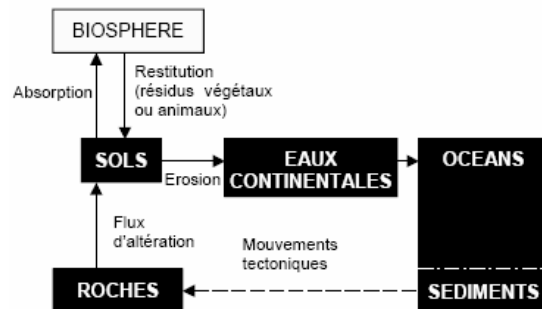 BIOSPHERE
Absorption
Restitution
(résidus végétaux
ou animaux)
SOLS
Erosion
EAUX
CONTINENTALES
OCEANS
Flux
d'altération
Mouvements
tectoniques
ROCHES
SEDIMENTS